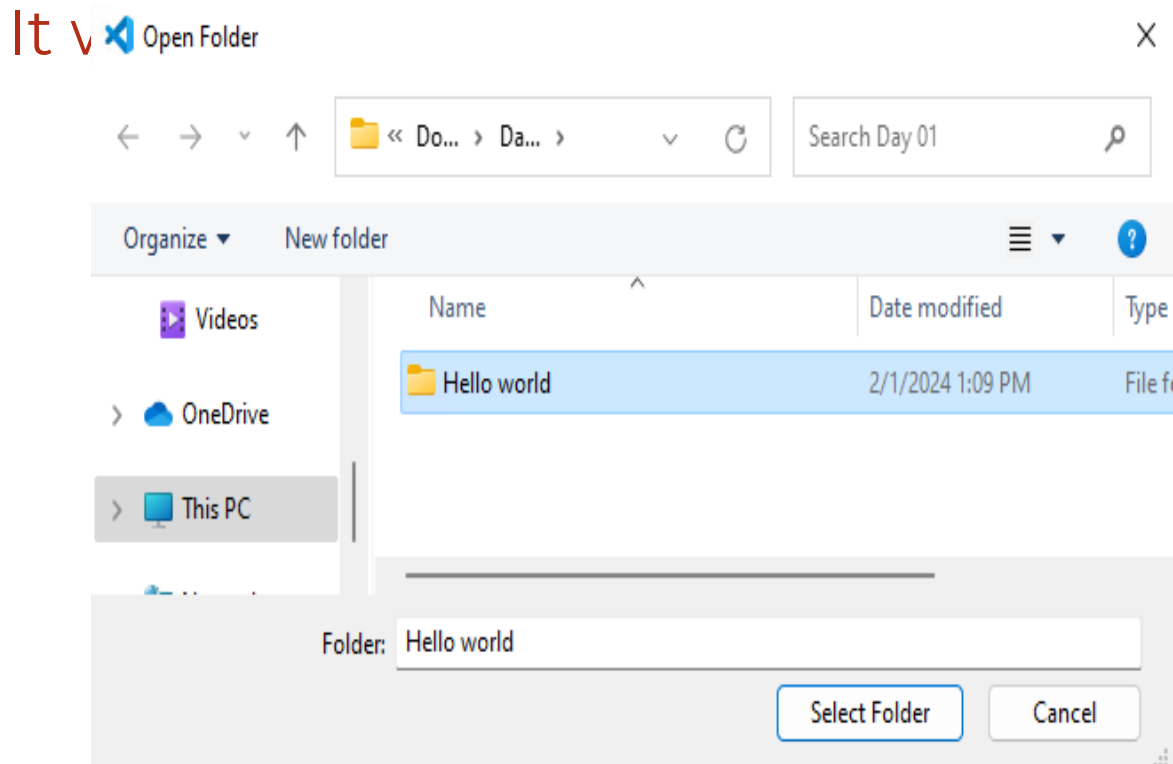 It
Open Folder
« Do... › Da... ›
Search Day 01
Organize
New folder
Name
Date modified
Type
Videos
Hello world
2/1/2024 1:09 PM
File f
OneDrive
This PC
Folder: Hello world
Select Folder
Cancel